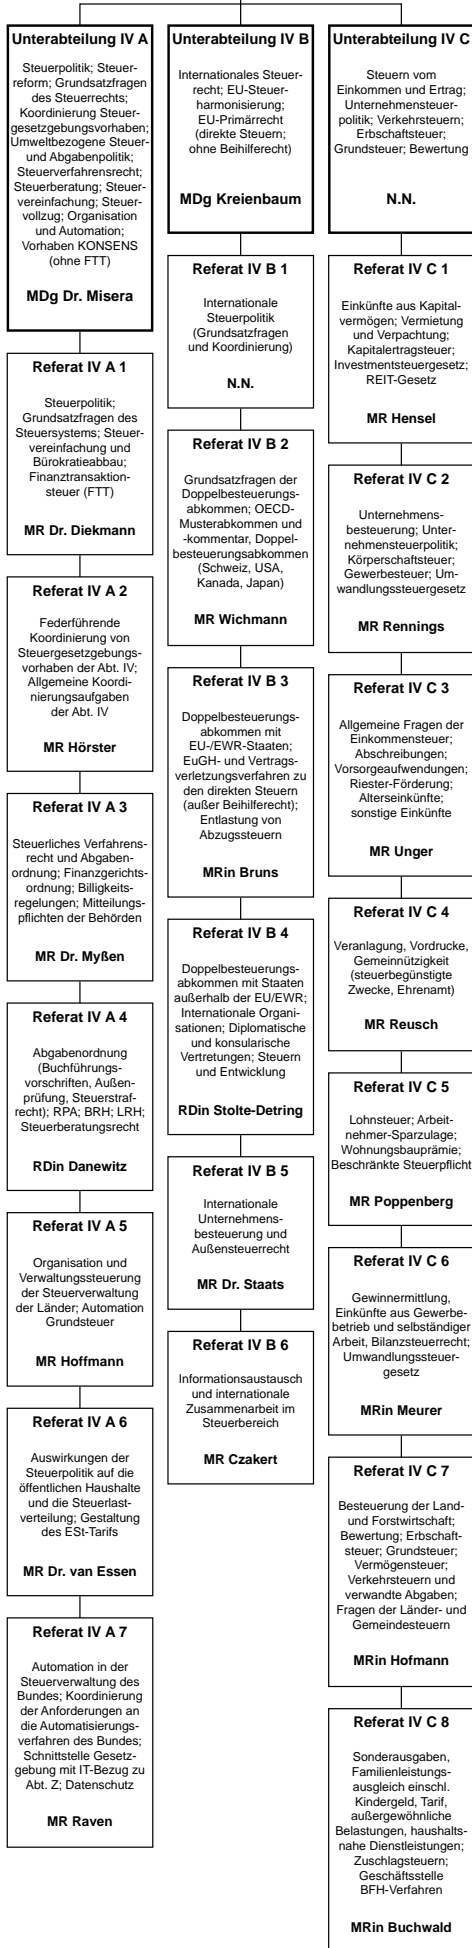 Unterabteilung IV A
Steuerpolitik; Steuer-
reform; Grundsatzfragen
des Steuerrechts;
Koordinierung Steuer-
gesetzgebungsvorhaben;
Umweltbezogene Steuer-
und Abgabenpolitik;
Steuerverfahrensrecht;
Steuerberatung; Steuer-
vereinfachung; Steuer-
vollzug; Organisation
und Automation;
Vorhaben KONSENS
(ohne FTT)
MDg Dr. Misera
Referat IV A 1
Steuerpolitik;
Grundsatzfragen des
Steuersystems; Steuer-
vereinfachung und
Bürokratieabbau;
Finanztransaktion-
steuer (FTT)
MR Dr. Diekmann
Referat IV A 2
Federführende
Koordinierung von
Steuergesetzgebungs-
vorhaben der Abt. IV;
Allgemeine Koordi-
nierungsaufgaben
der Abt. IV
MR Hörster
Referat IV A 3
Steuerliches Verfahrens-
recht und Abgaben-
ordnung; Finanzgerichts-
ordnung; Billigkeits-
regelungen; Mitteilungs-
pflichten der Behörden
MR Dr. Myßen
Referat IV A 4
Abgabenordnung
(Buchführungs-
vorschriften, Außen-
prüfung, Steuerstraf-
recht); RPA; BRH; LRH;
Steuerberatungsrecht
RDin Danewitz
Referat IV A 5
Organisation und
Verwaltungssteuerung
der Steuerverwaltung
der Länder; Automation
Grundsteuer
MR Hoffmann
Referat IV A 6
Auswirkungen der
Steuerpolitik auf die
öffentlichen Haushalte
und die Steuerlast-
verteilung; Gestaltung
des ESt-Tarifs
MR Dr. van Essen
Referat IV A 7
Automation in der
Steuerverwaltung des
Bundes; Koordinierung
der Anforderungen an
die Automatisierungs-
verfahren des Bundes;
Schnittstelle Gesetz-
gebung mit IT-Bezug zu
Abt. Z; Datenschutz
MR Raven
Unterabteilung IV B
Internationales Steuer-
recht; EU-Steuer-
harmonisierung;
EU-Primärrecht
(direkte Steuern;
ohne Beihilferecht)
MDg Kreienbaum
Referat IV B 1
Internationale
Steuerpolitik
(Grundsatzfragen
und Koordinierung)
N.N.
Referat IV B 2
Grundsatzfragen der
Doppelbesteuerungs-
abkommen; OECD-
Musterabkommen und
-kommentar, Doppel-
besteuerungsabkommen
(Schweiz, USA,
Kanada, Japan)
MR Wichmann
Referat IV B 3
Doppelbesteuerungs-
abkommen mit
EU-/EWR-Staaten;
EuGH- und Vertrags-
verletzungsverfahren zu
den direkten Steuern
(außer Beihilferecht);
Entlastung von
Abzugssteuern
MRin Bruns
Referat IV B 4
Doppelbesteuerungs-
abkommen mit Staaten
außerhalb der EU/EWR;
Internationale Organi-
sationen; Diplomatische
und konsularische
Vertretungen; Steuern
und Entwicklung
RDin Stolte-Detring
Referat IV B 5
Internationale
Unternehmens-
besteuerung und
Außensteuerrecht
MR Dr. Staats
Referat IV B 6
Informationsaustausch
und internationale
Zusammenarbeit im
Steuerbereich
MR Czakert
Unterabteilung IV C
Steuern vom
Einkommen und Ertrag;
Unternehmensteuer-
politik; Verkehrsteuern;
Erbschaftsteuer;
Grundsteuer; Bewertung
N.N.
Referat IV C 1
Einkünfte aus Kapital-
vermögen; Vermietung
und Verpachtung;
Kapitalertragsteuer;
Investmentsteuergesetz;
REIT-Gesetz
MR Hensel
Referat IV C 2
Unternehmens-
besteuerung; Unter-
nehmensteuerpolitik;
Körperschaftsteuer;
Gewerbesteuer; Um-
wandlungssteuergesetz
MR Rennings
Referat IV C 3
Allgemeine Fragen der
Einkommensteuer;
Abschreibungen;
Vorsorgeaufwendungen;
Riester-Förderung;
Alterseinkünfte;
sonstige Einkünfte
MR Unger
Referat IV C 4
Veranlagung, Vordrucke,
Gemeinnützigkeit
(steuerbegünstigte
Zwecke, Ehrenamt)
MR Reusch
Referat IV C 5
Lohnsteuer; Arbeit-
nehmer-Sparzulage;
Wohnungsbauprämie;
Beschränkte Steuerpflicht
MR Poppenberg
Referat IV C 6
Gewinnermittlung,
Einkünfte aus Gewerbe-
betrieb und selbständiger
Arbeit, Bilanzsteuerrecht;
Umwandlungssteuer-
gesetz
MRin Meurer
Referat IV C 7
Besteuerung der Land-
und Forstwirtschaft;
Bewertung; Erbschaft-
steuer; Grundsteuer;
Vermögensteuer;
Verkehrsteuern und
verwandte Abgaben;
Fragen der Länder- und
Gemeindesteuern
MRin Hofmann
Referat IV C 8
Sonderausgaben,
Familienleistungs-
ausgleich einschl.
Kindergeld, Tarif,
außergewöhnliche
Belastungen, haushalts-
nahe Dienstleistungen;
Zuschlagsteuern;
Geschäftsstelle
BFH-Verfahren
MRin Buchwald